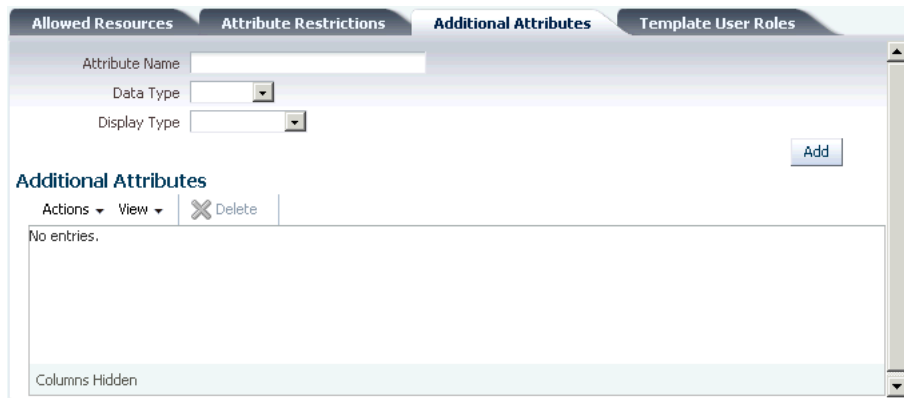 Allowed Resources Attribute Restrictions Additional Attributes Template User Roles
Attribute Name
Data Type
Display Type
Add
Additional Attributes
Actions View Delete
No entries.
Columns Hidden